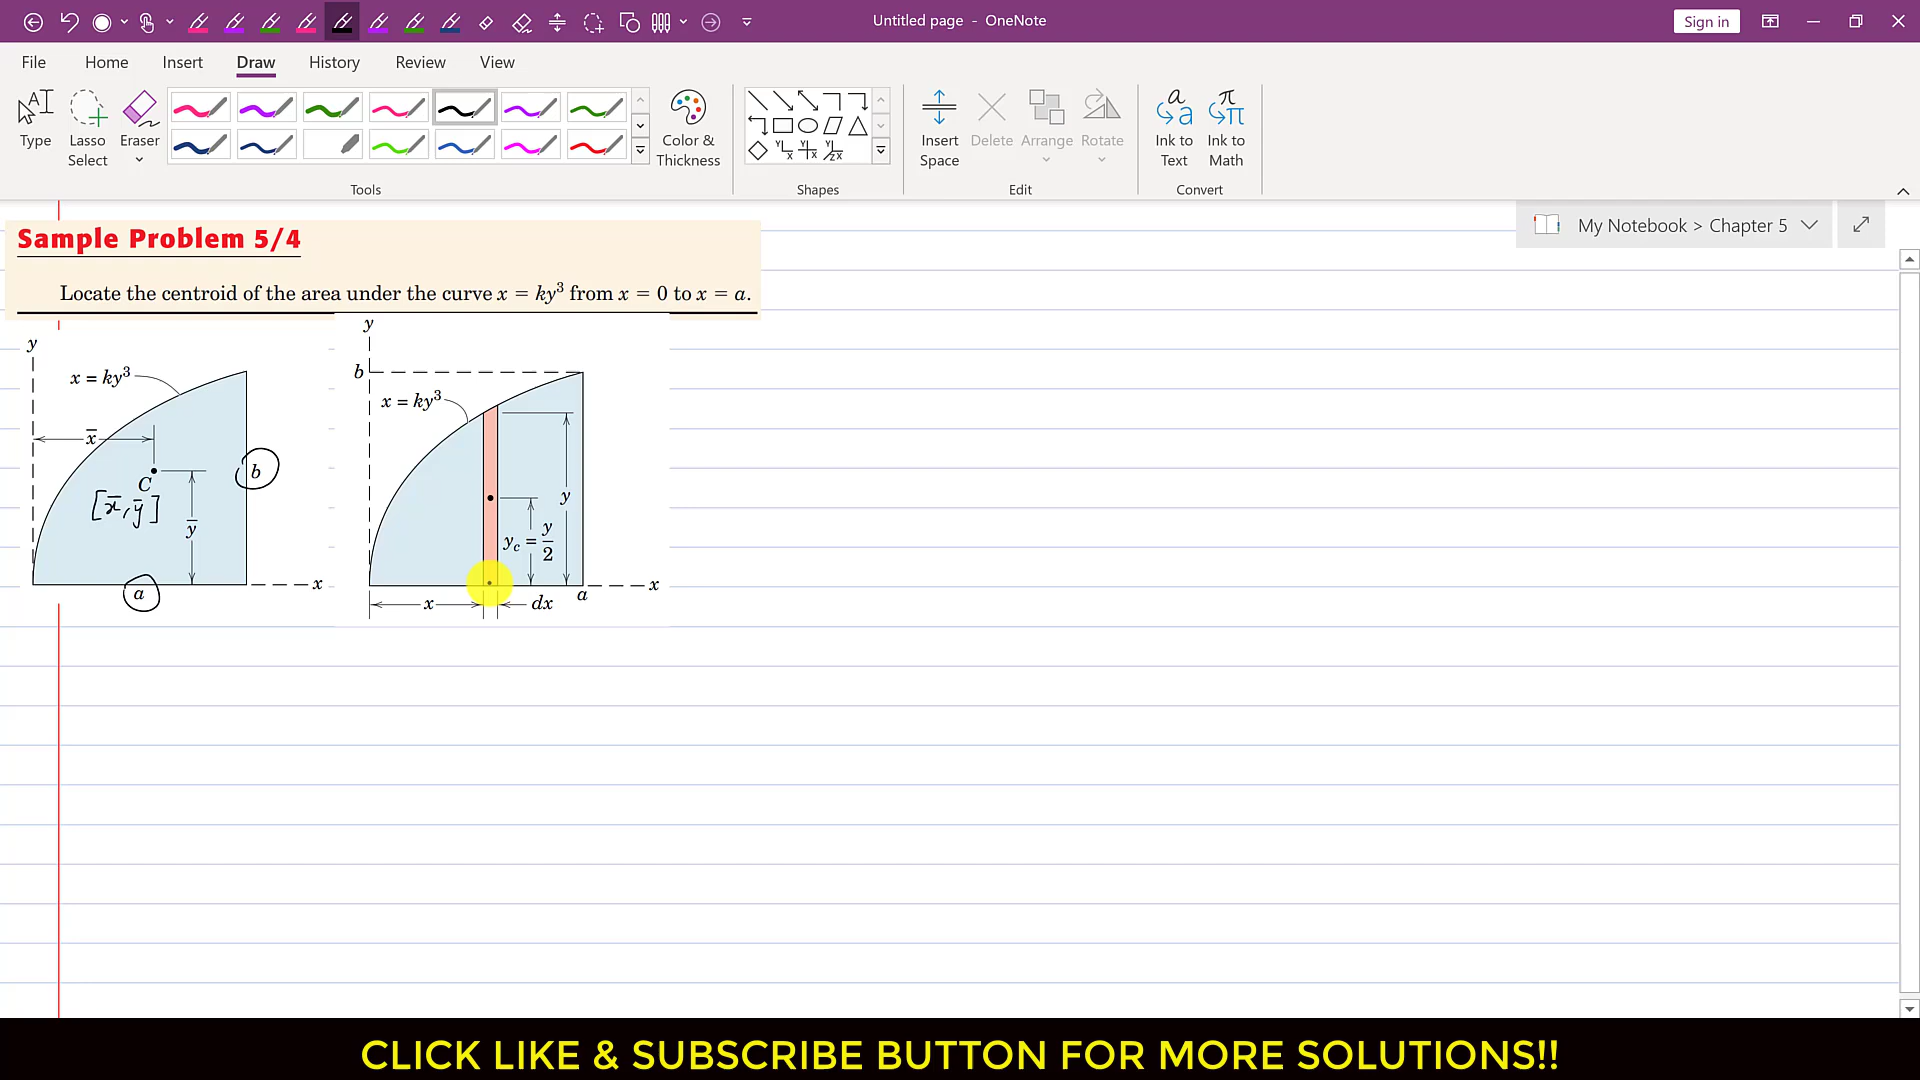 Untitled page - OneNote
Sign in
File Home Insert Draw History Review View
Type
Lasso Select
Eraser
Color & Thickness
Insert Space
Delete
Arrange
Rotate
Ink to Text
Ink to Math
Tools
Shapes
Edit
Convert
My Notebook > Chapter 5
Sample Problem 5/4
Locate the centroid of the area under the curve x = ky³ from x = 0 to x = a.
y
x = ky³
x̄
C
[x̄, ȳ]
ȳ
b
a
x
y
b
x = ky³
y
y_c = y/2
x
dx
a
x
CLICK LIKE & SUBSCRIBE BUTTON FOR MORE SOLUTIONS!!